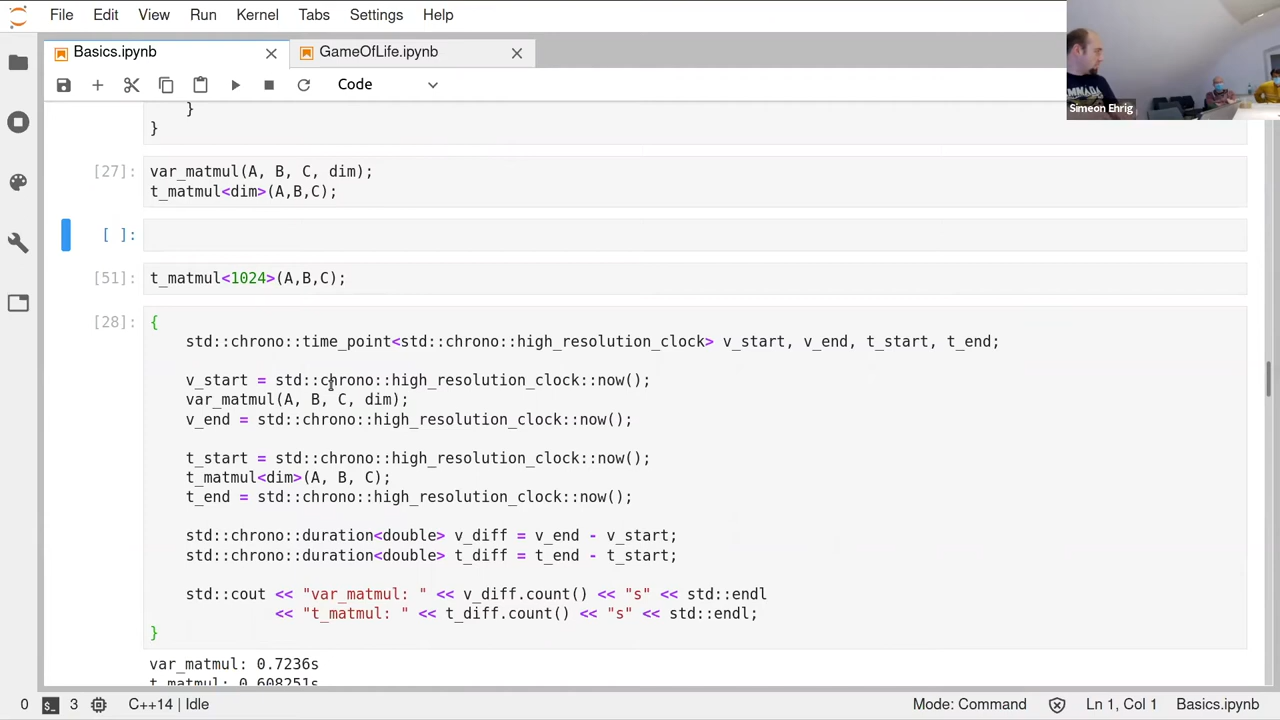 File Edit View Run Kernel Tabs Settings Help
Basics.ipynb GameOfLife.ipynb
Code
Simeon Ehrig
}
}
[27]: var_matmul(A, B, C, dim);
t_matmul<dim>(A,B,C);
[ ]:
[51]: t_matmul<1024>(A,B,C);
[28]: {
std::chrono::time_point<std::chrono::high_resolution_clock> v_start, v_end, t_start, t_end;
v_start = std::chrono::high_resolution_clock::now();
var_matmul(A, B, C, dim);
v_end = std::chrono::high_resolution_clock::now();
t_start = std::chrono::high_resolution_clock::now();
t_matmul<dim>(A, B, C);
t_end = std::chrono::high_resolution_clock::now();
std::chrono::duration<double> v_diff = v_end - v_start;
std::chrono::duration<double> t_diff = t_end - t_start;
std::cout << "var_matmul: " << v_diff.count() << "s" << std::endl
<< "t_matmul: " << t_diff.count() << "s" << std::endl;
}
var_matmul: 0.7236s
t_matmul: 0.608251s
0 $_ 3 C++14 | Idle Mode: Command Ln 1, Col 1 Basics.ipynb